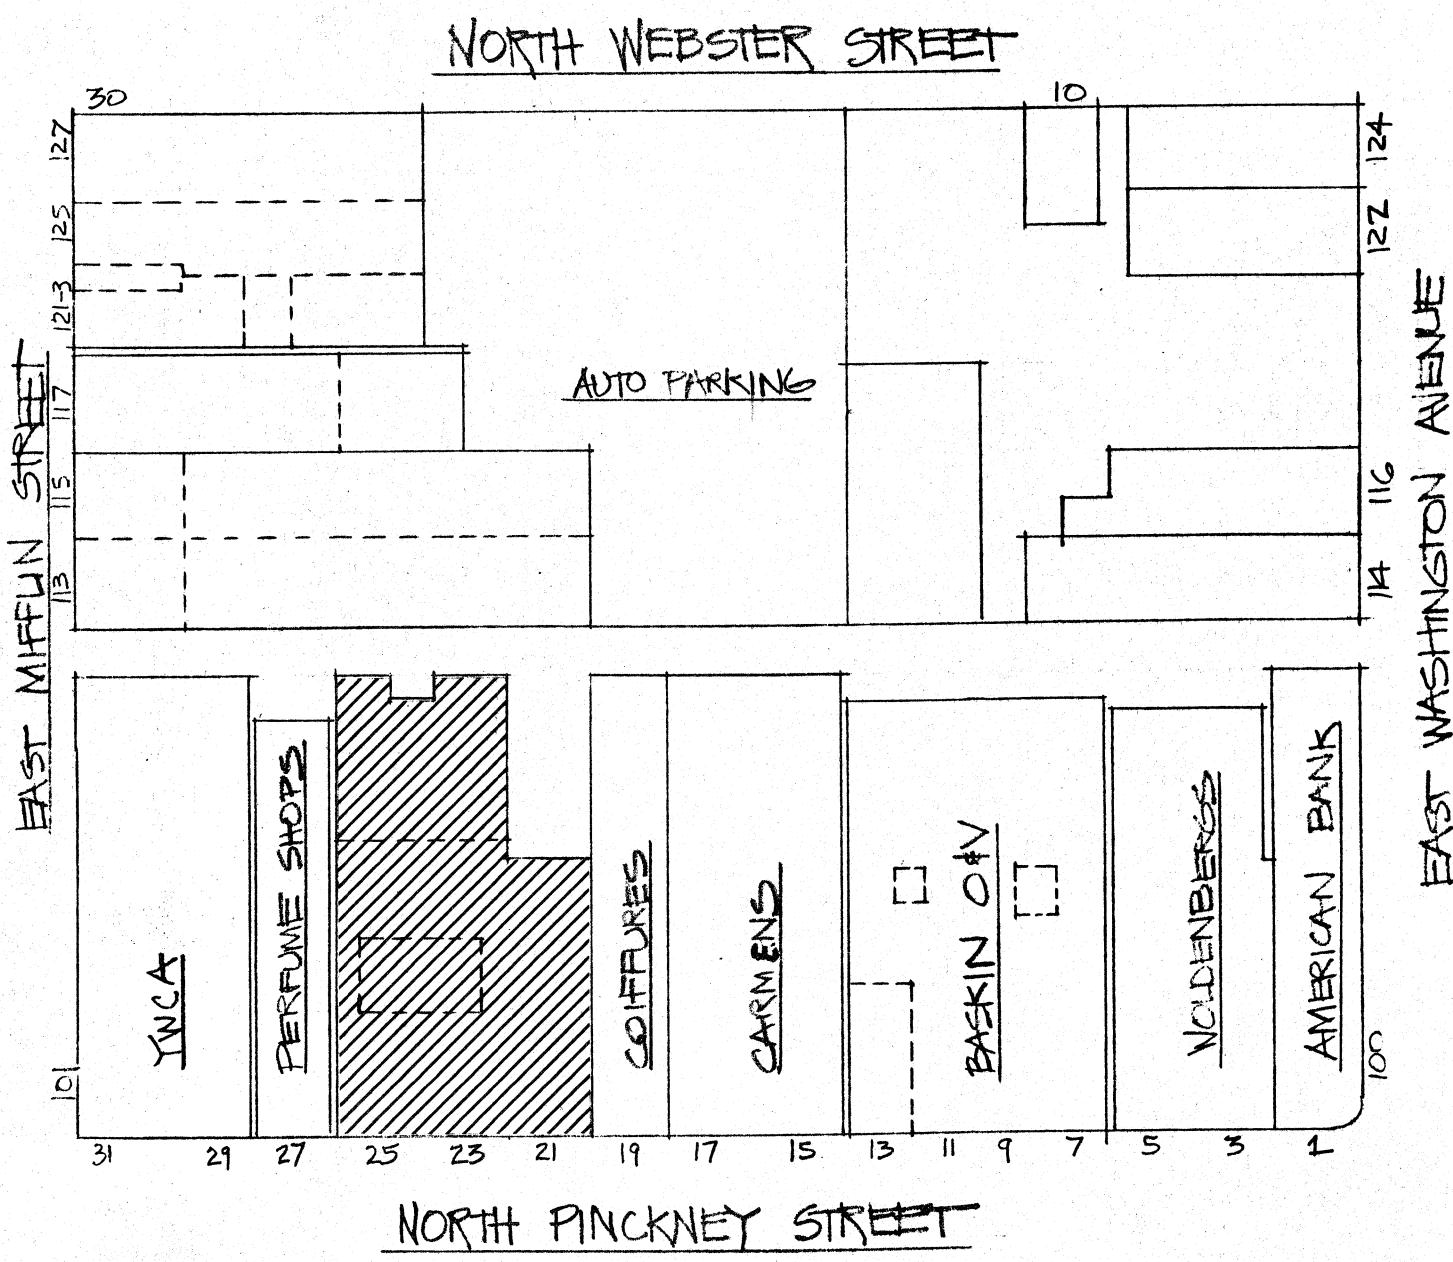 NORTH WEBSTER STREET
30
10
127
125
121-3
117
115
113
EAST MIFFLIN STREET
AUTO PARKING
124
122
116
114
EAST WASHINGTON AVENUE
YWCA
PERFUME SHOPS
COIFFURES
CARMENS
BASKIN O&V
WOLDENBERGS
AMERICAN BANK
101
100
31 29 27 25 23 21 19 17 15 13 11 9 7 5 3 1
NORTH PINCKNEY STREET